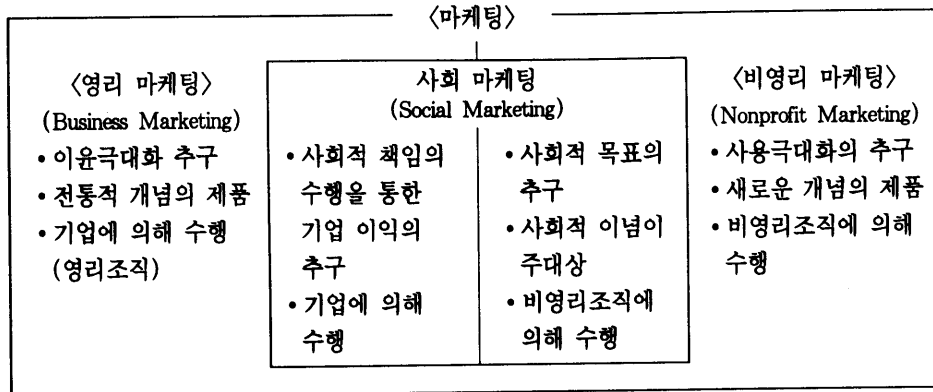 〈마케팅〉
〈영리 마케팅〉
(Business Marketing)
• 이윤극대화 추구
• 전통적 개념의 제품
• 기업에 의해 수행
(영리조직)
사회 마케팅
(Social Marketing)
• 사회적 책임의
수행을 통한
기업 이익의
추구
• 기업에 의해
수행
• 사회적 목표의
추구
• 사회적 이념이
주대상
• 비영리조직에
의해 수행
〈비영리 마케팅〉
(Nonprofit Marketing)
• 사용극대화의 추구
• 새로운 개념의 제품
• 비영리조직에 의해
수행